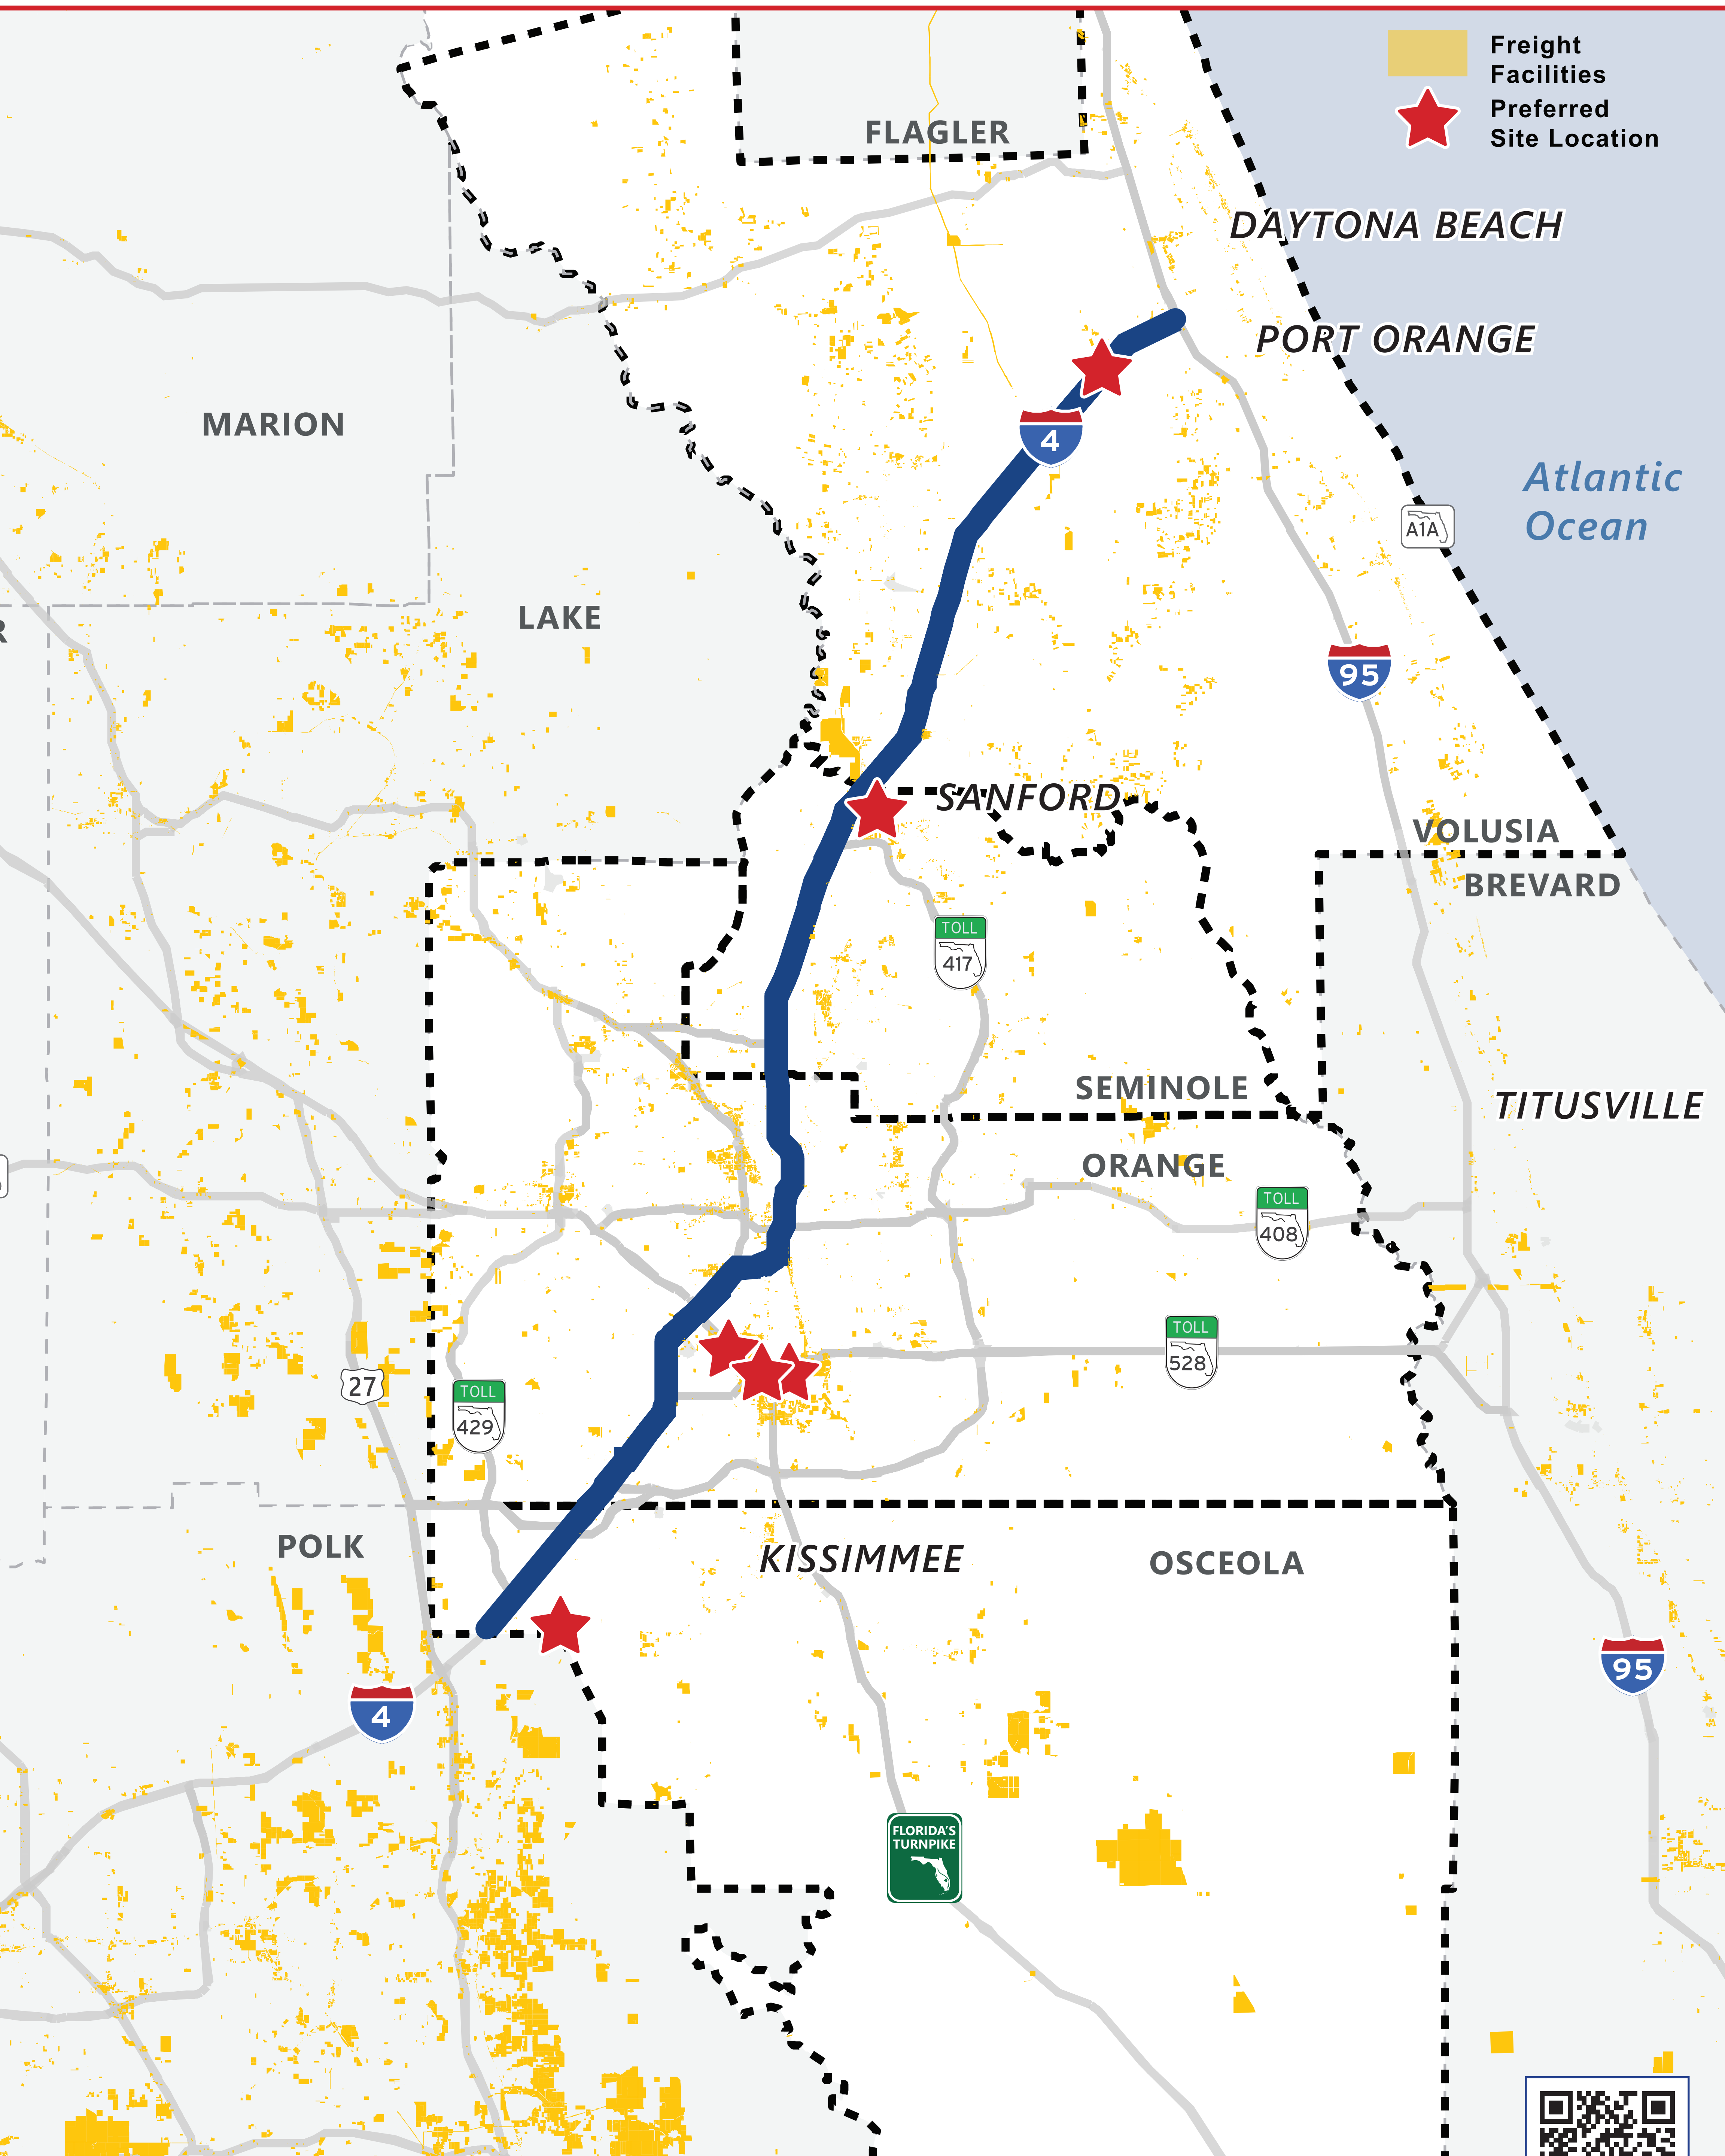 Freight
Facilities
Preferred
Site Location
FLAGLER
DAYTONA BEACH
PORT ORANGE
MARION
4
Atlantic
Ocean
A1A
LAKE
95
SANFORD
VOLUSIA
BREVARD
TOLL
417
SEMINOLE
TITUSVILLE
ORANGE
TOLL
408
TOLL
528
27
TOLL
429
POLK
KISSIMMEE
OSCEOLA
95
4
FLORIDA'S
TURNPIKE